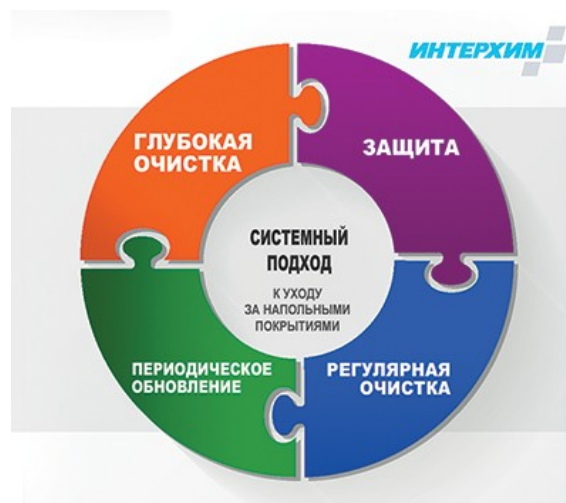 ИНТЕРХИМ
ГЛУБОКАЯ
ОЧИСТКА
ЗАЩИТА
СИСТЕМНЫЙ
ПОДХОД
К УХОДУ
ЗА НАПОЛЬНЫМИ
ПОКРЫТИЯМИ
ПЕРИОДИЧЕСКОЕ
ОБНОВЛЕНИЕ
РЕГУЛЯРНАЯ
ОЧИСТКА